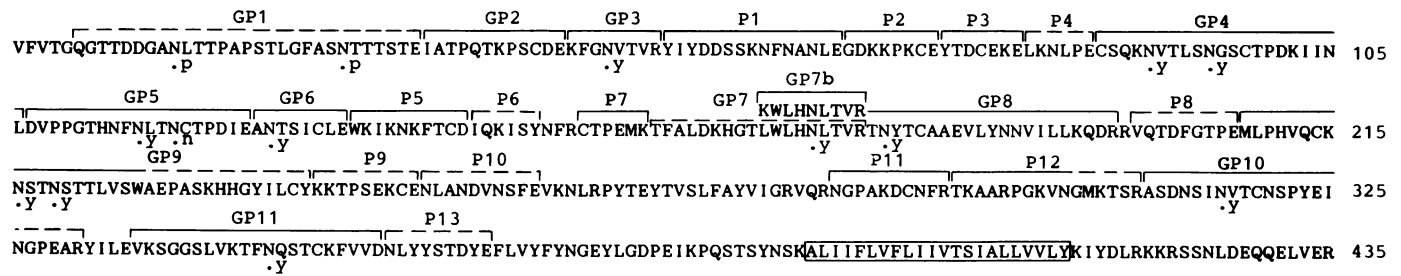 GP1 GP2 GP3 P1 P2 P3 P4 GP4
VFVTGQGTTDDGANLTTPAPSTLGFASNTTTSTEIATPQTKPSCDEKFGNVTVRYIYDDSSKNFNANLEGDKKPKCEYTDCEKELKNLPECSQKNVTLSNGSCTPDKIIN 105
.p .p .y .y .y
GP7b
GP5 GP6 P5 P6 P7 GP7 KWLHNLTVR GP8 P8
LDVPPGTHNFNLTNCTPDIEANTSICLEWKIKNKFTCDIQKISYNFRCTPEMKTFALDKHGTLWLHNLTVRTNYTCAAEVLYNNVILLKQDRRVQTDFGTPEMLPHVQCK 215
.y .n .y .y .y
GP9 P9 P10 P11 P12 GP10
NSTNSTTLVSWAEPASKHHGYILCYKKTPSEKCENLANDVNSFEVKNLRPYTEYTVSLFAYVIGRVQRNGPAKDCNFRTKAARPGKVNGMKTSRASDNSINVTCNSPYEI 325
.y .y .y
GP11 P13
NGPEARYILEVKSGGSLVKTFNQSTCKFVVDNLYYSTDYEFLVYFYNGEYLGDPEIKPQSTSYNSKALIIFLVFLIIVTSIALLVVLYKIYDLRKKRSSNLDEQQELVER 435
.y